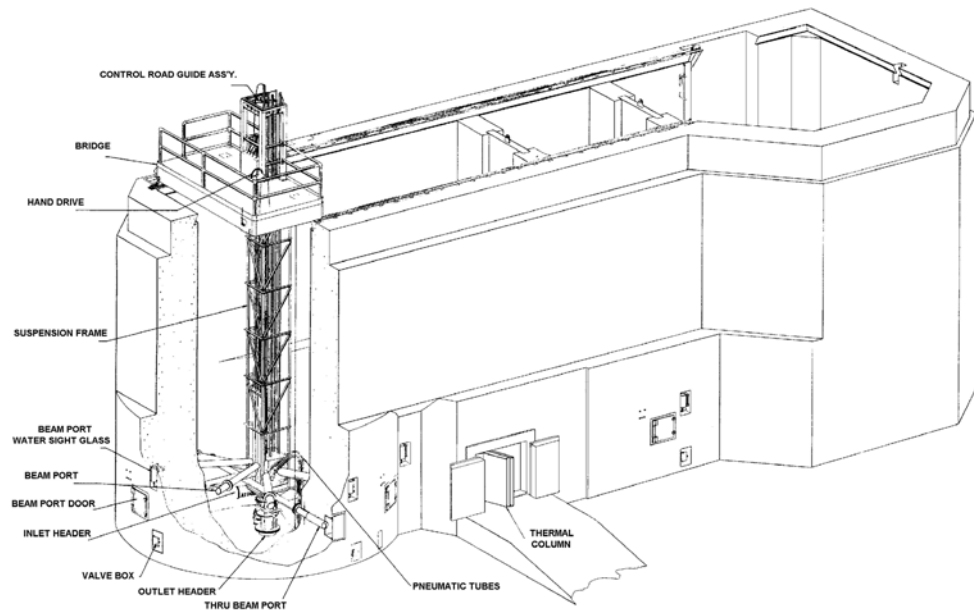 CONTROL ROAD GUIDE ASS'Y.
BRIDGE
HAND DRIVE
SUSPENSION FRAME
BEAM PORT
WATER SIGHT GLASS
BEAM PORT
BEAM PORT DOOR
INLET HEADER
VALVE BOX
OUTLET HEADER
THRU BEAM PORT
PNEUMATIC TUBES
THERMAL
COLUMN